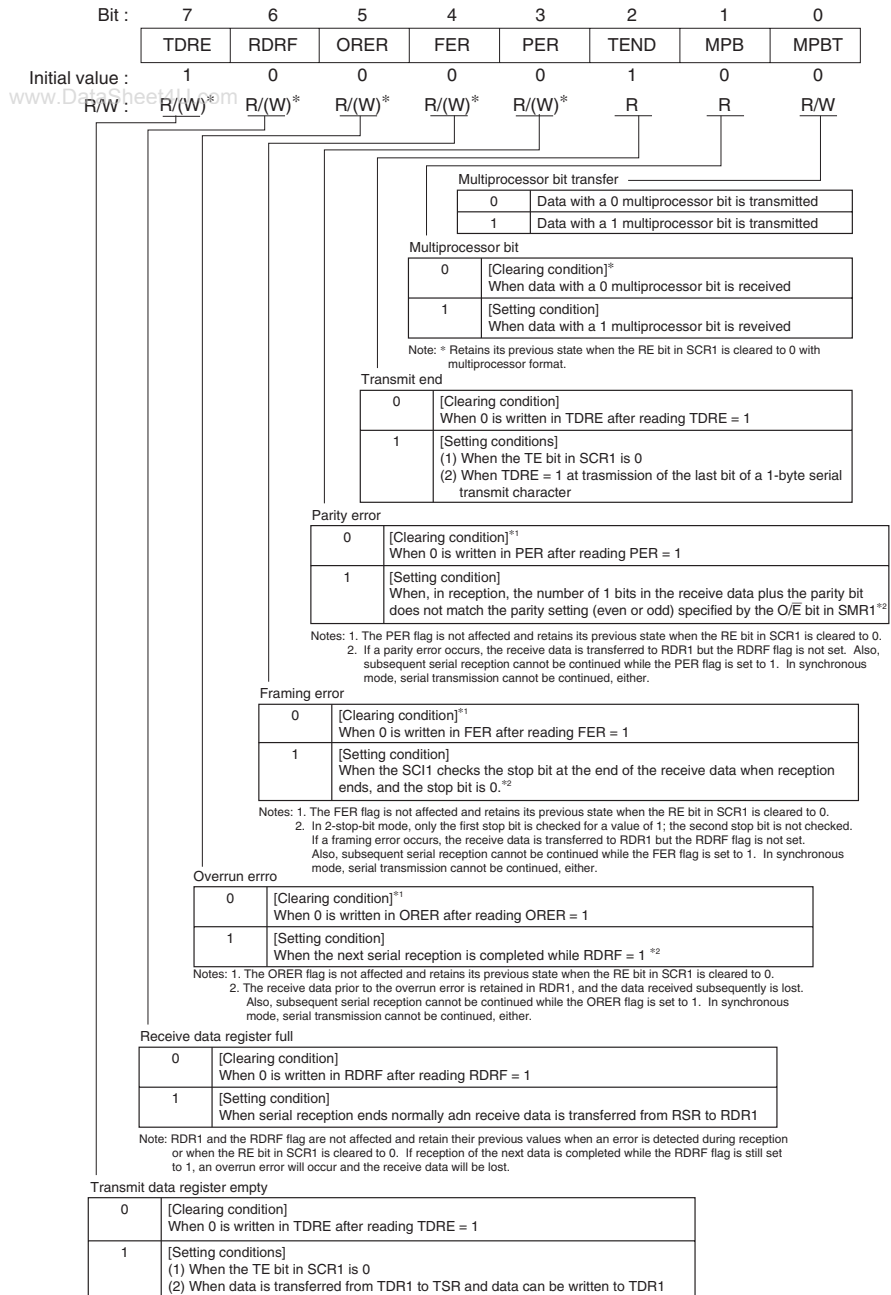 Bit : 7 6 5 4 3 2 1 0
TDRE RDRF ORER FER PER TEND MPB MPBT
Initial value : 1 0 0 0 0 1 0 0
www.DataSheet4U.com
R/W : R/(W)* R/(W)* R/(W)* R/(W)* R/(W)* R R R/W
Multiprocessor bit transfer
0 Data with a 0 multiprocessor bit is transmitted
1 Data with a 1 multiprocessor bit is transmitted
Multiprocessor bit
0 [Clearing condition]*
When data with a 0 multiprocessor bit is received
1 [Setting condition]
When data with a 1 multiprocessor bit is reveived
Note: * Retains its previous state when the RE bit in SCR1 is cleared to 0 with
multiprocessor format.
Transmit end
0 [Clearing condition]
When 0 is written in TDRE after reading TDRE = 1
1 [Setting conditions]
(1) When the TE bit in SCR1 is 0
(2) When TDRE = 1 at trasmission of the last bit of a 1-byte serial
transmit character
Parity error
0 [Clearing condition]*1
When 0 is written in PER after reading PER = 1
1 [Setting condition]
When, in reception, the number of 1 bits in the receive data plus the parity bit
does not match the parity setting (even or odd) specified by the O/E̅ bit in SMR1*2
Notes: 1. The PER flag is not affected and retains its previous state when the RE bit in SCR1 is cleared to 0.
2. If a parity error occurs, the receive data is transferred to RDR1 but the RDRF flag is not set. Also,
subsequent serial reception cannot be continued while the PER flag is set to 1. In synchronous
mode, serial transmission cannot be continued, either.
Framing error
0 [Clearing condition]*1
When 0 is written in FER after reading FER = 1
1 [Setting condition]
When the SCI1 checks the stop bit at the end of the receive data when reception
ends, and the stop bit is 0.*2
Notes: 1. The FER flag is not affected and retains its previous state when the RE bit in SCR1 is cleared to 0.
2. In 2-stop-bit mode, only the first stop bit is checked for a value of 1; the second stop bit is not checked.
If a framing error occurs, the receive data is transferred to RDR1 but the RDRF flag is not set.
Also, subsequent serial reception cannot be continued while the FER flag is set to 1. In synchronous
mode, serial transmission cannot be continued, either.
Overrun errro
0 [Clearing condition]*1
When 0 is written in ORER after reading ORER = 1
1 [Setting condition]
When the next serial reception is completed while RDRF = 1 *2
Notes: 1. The ORER flag is not affected and retains its previous state when the RE bit in SCR1 is cleared to 0.
2. The receive data prior to the overrun error is retained in RDR1, and the data received subsequently is lost.
Also, subsequent serial reception cannot be continued while the ORER flag is set to 1. In synchronous
mode, serial transmission cannot be continued, either.
Receive data register full
0 [Clearing condition]
When 0 is written in RDRF after reading RDRF = 1
1 [Setting condition]
When serial reception ends normally adn receive data is transferred from RSR to RDR1
Note: RDR1 and the RDRF flag are not affected and retain their previous values when an error is detected during reception
or when the RE bit in SCR1 is cleared to 0. If reception of the next data is completed while the RDRF flag is still set
to 1, an overrun error will occur and the receive data will be lost.
Transmit data register empty
0 [Clearing condition]
When 0 is written in TDRE after reading TDRE = 1
1 [Setting conditions]
(1) When the TE bit in SCR1 is 0
(2) When data is transferred from TDR1 to TSR and data can be written to TDR1